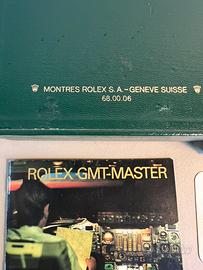 MONTRES ROLEX S.A.-GENEVE SUISSE
68.00.06
ROLEX GMT-MASTER